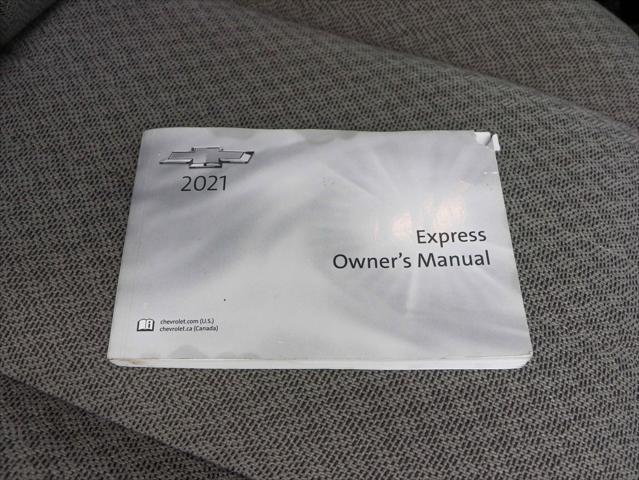 2021
Express
Owner's Manual
chevrolet.com (U.S.)
chevrolet.ca (Canada)